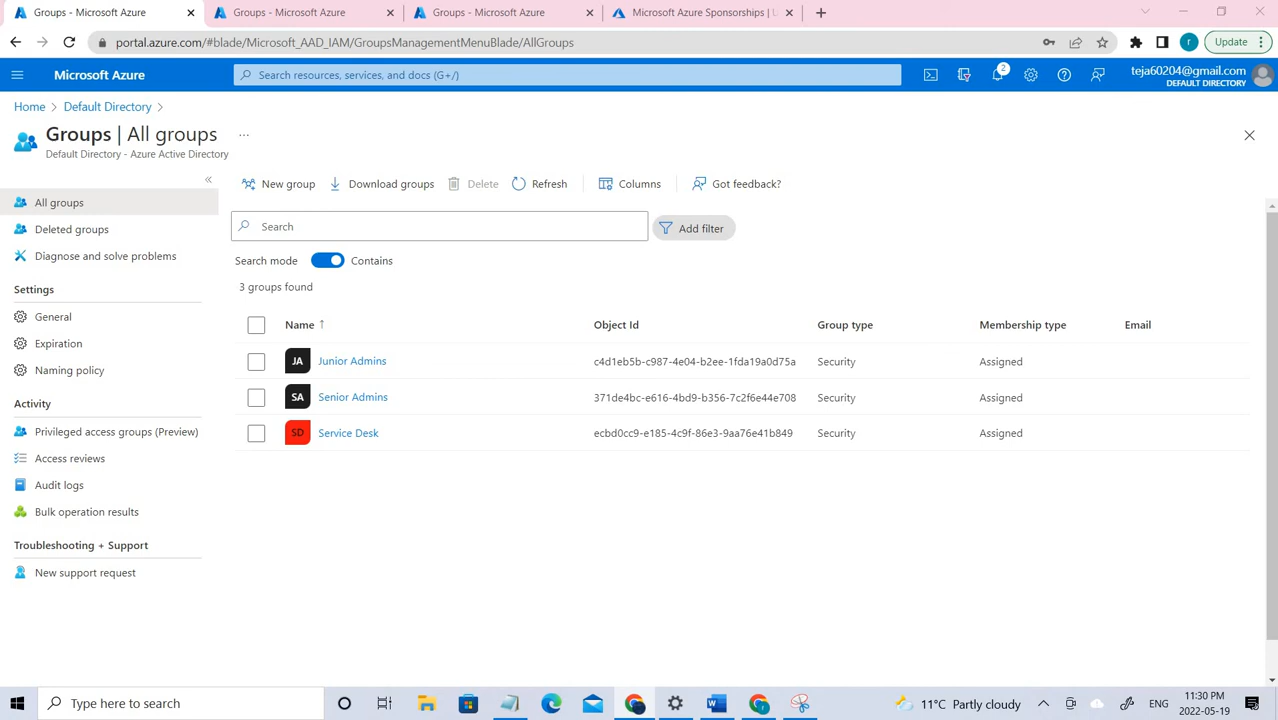 Groups - Microsoft Azure
Groups - Microsoft Azure
Groups - Microsoft Azure
Microsoft Azure Sponsorships | U
portal.azure.com/#blade/Microsoft_AAD_IAM/GroupsManagementMenuBlade/AllGroups
r
Update
Microsoft Azure
Search resources, services, and docs (G+/)
2
teja60204@gmail.com
DEFAULT DIRECTORY
Home > Default Directory >
Groups | All groups ...
Default Directory - Azure Active Directory
New group
Download groups
Delete
Refresh
Columns
Got feedback?
All groups
Deleted groups
Diagnose and solve problems
Settings
General
Expiration
Naming policy
Activity
Privileged access groups (Preview)
Access reviews
Audit logs
Bulk operation results
Troubleshooting + Support
New support request
Search
Add filter
Search mode Contains
3 groups found
Name ↑ Object Id Group type Membership type Email
JA Junior Admins c4d1eb5b-c987-4e04-b2ee-1fda19a0d75a Security Assigned
SA Senior Admins 371de4bc-e616-4bd9-b356-7c2f6e44e708 Security Assigned
SD Service Desk ecbd0cc9-e185-4c9f-86e3-9aa76e41b849 Security Assigned
Type here to search
11°C Partly cloudy
ENG
11:30 PM
2022-05-19